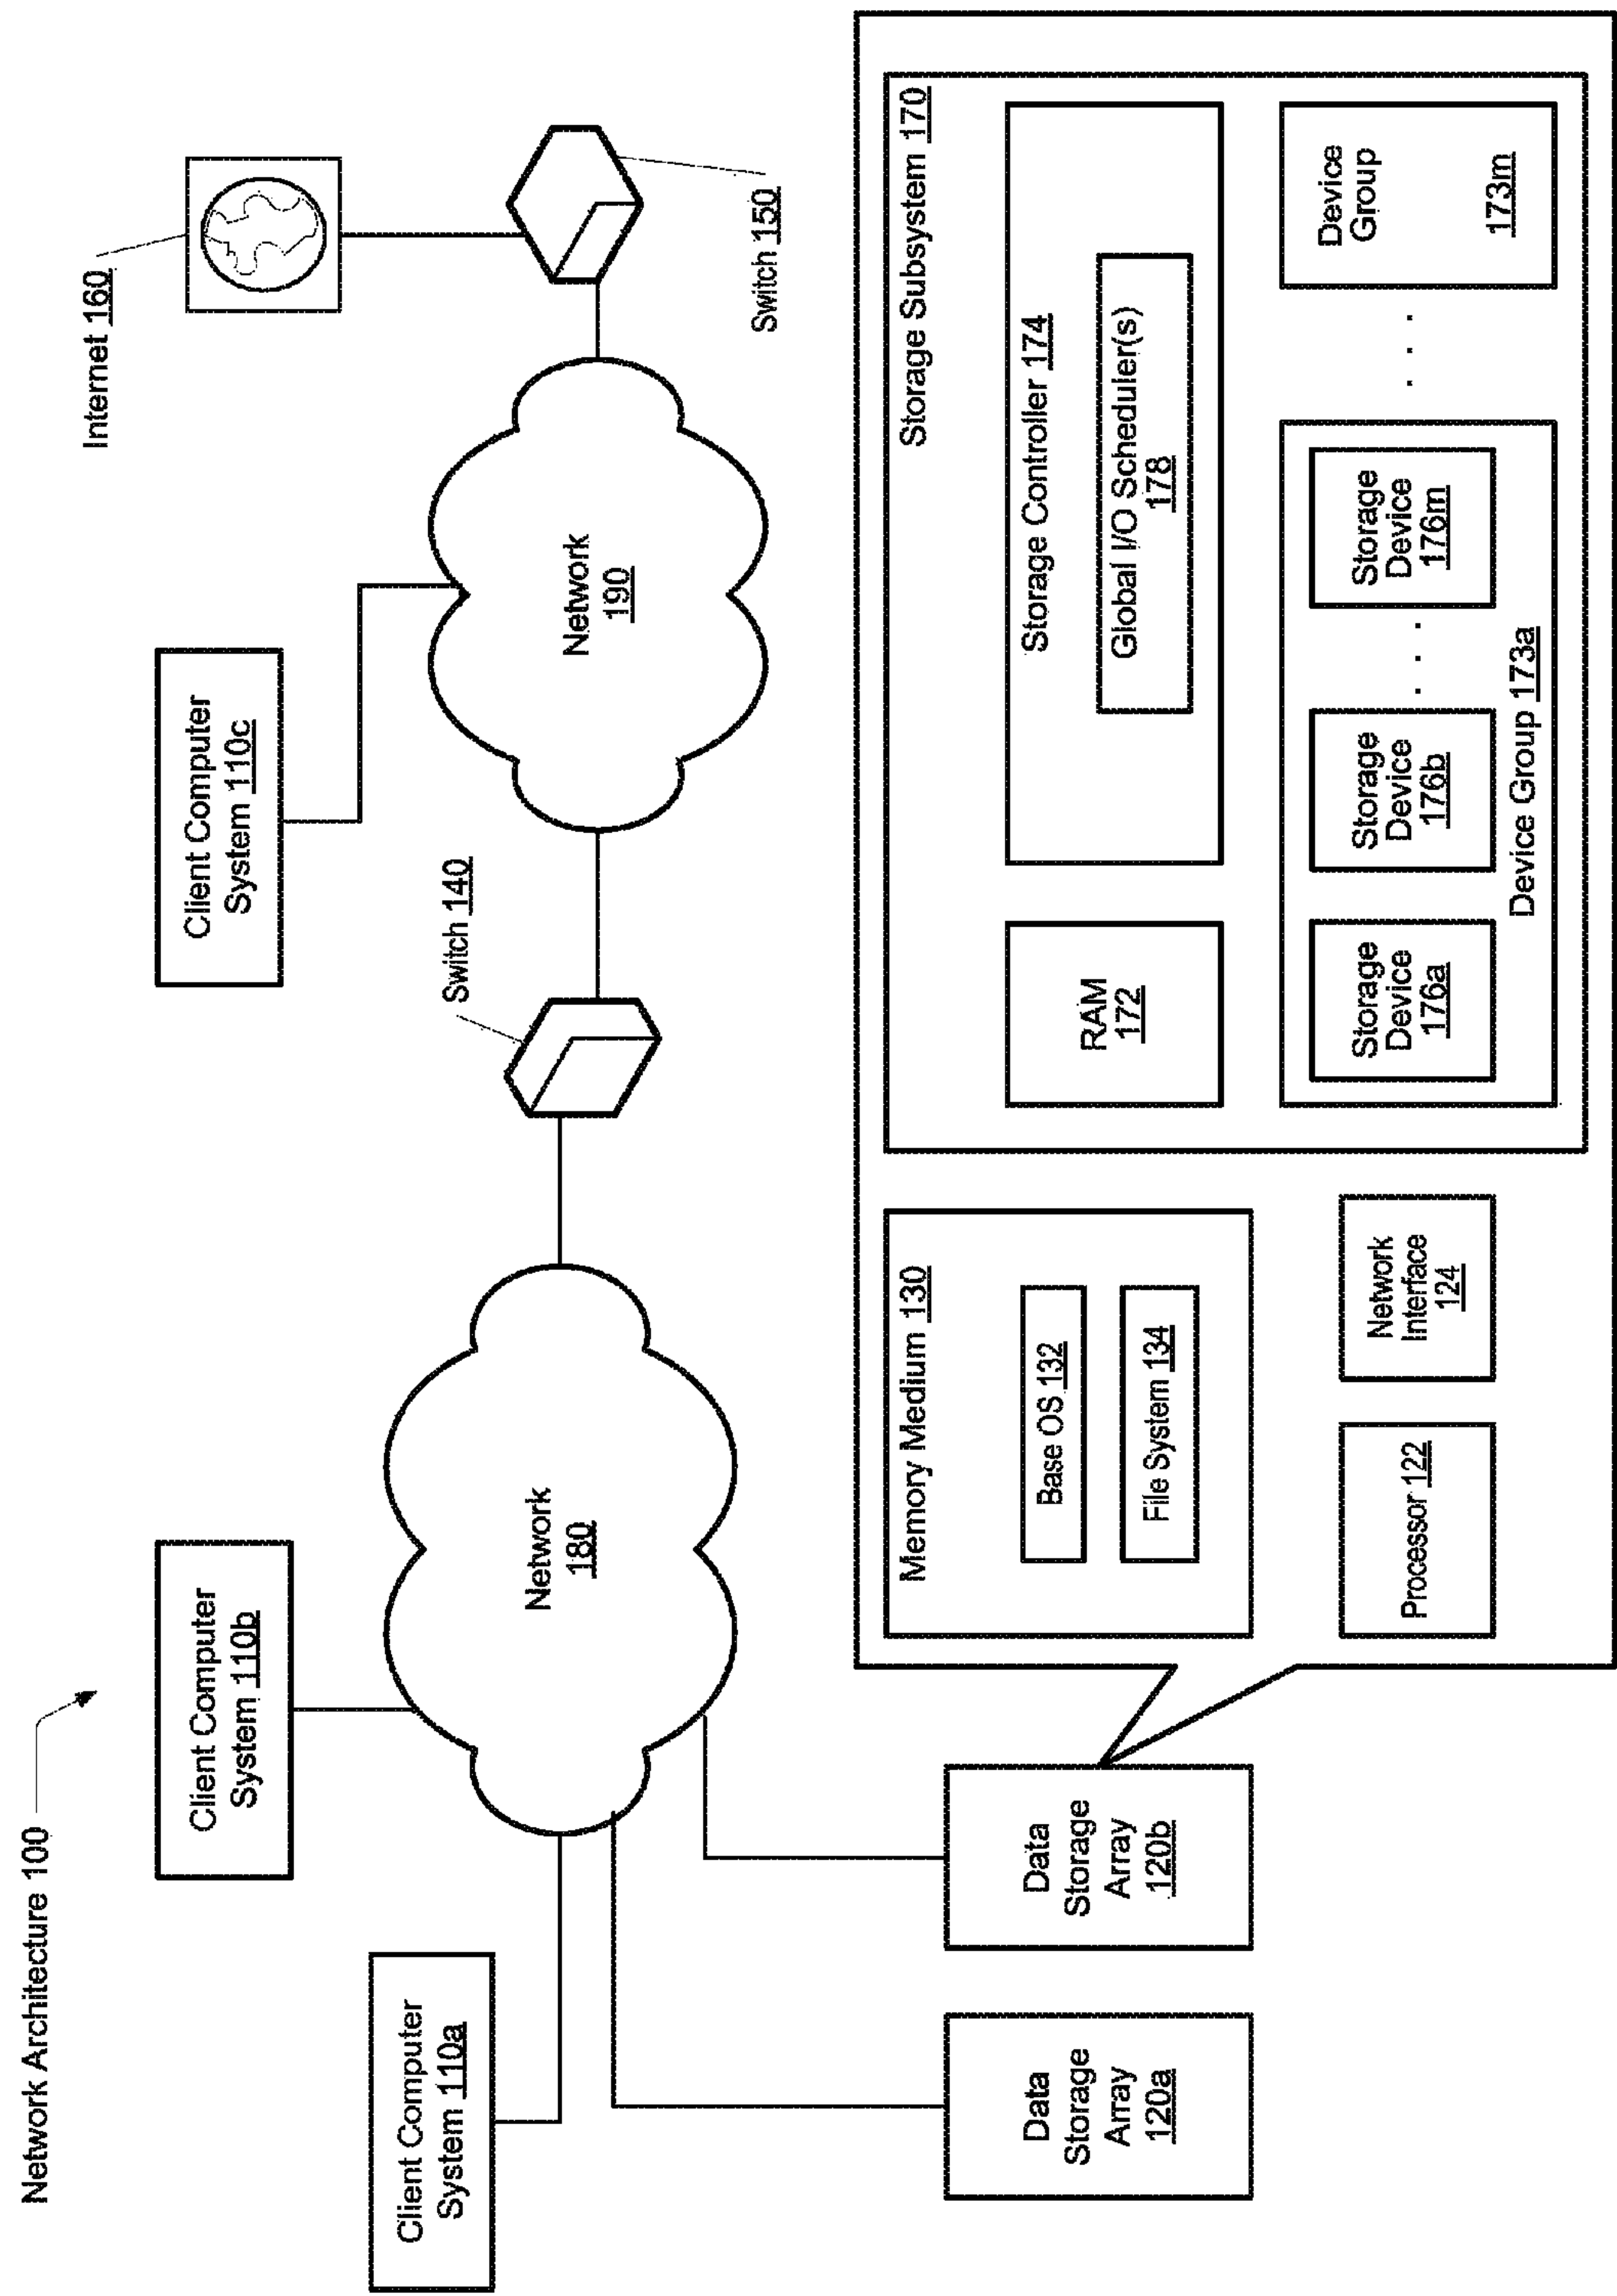 Network Architecture 100
Client Computer
System 110a
Client Computer
System 110b
Client Computer
System 110c
Internet 160
Switch 140
Switch 150
Network
180
Network
190
Data
Storage
Array
120a
Data
Storage
Array
120b
Memory Medium 130
Base OS 132
File System 134
Processor 122
Network
Interface
124
Storage Subsystem 170
RAM
172
Storage Controller 174
Global I/O Scheduler(s)
178
Storage
Device
176a
Storage
Device
176b
. . .
Storage
Device
176m
Device Group 173a
. . .
Device
Group
173m